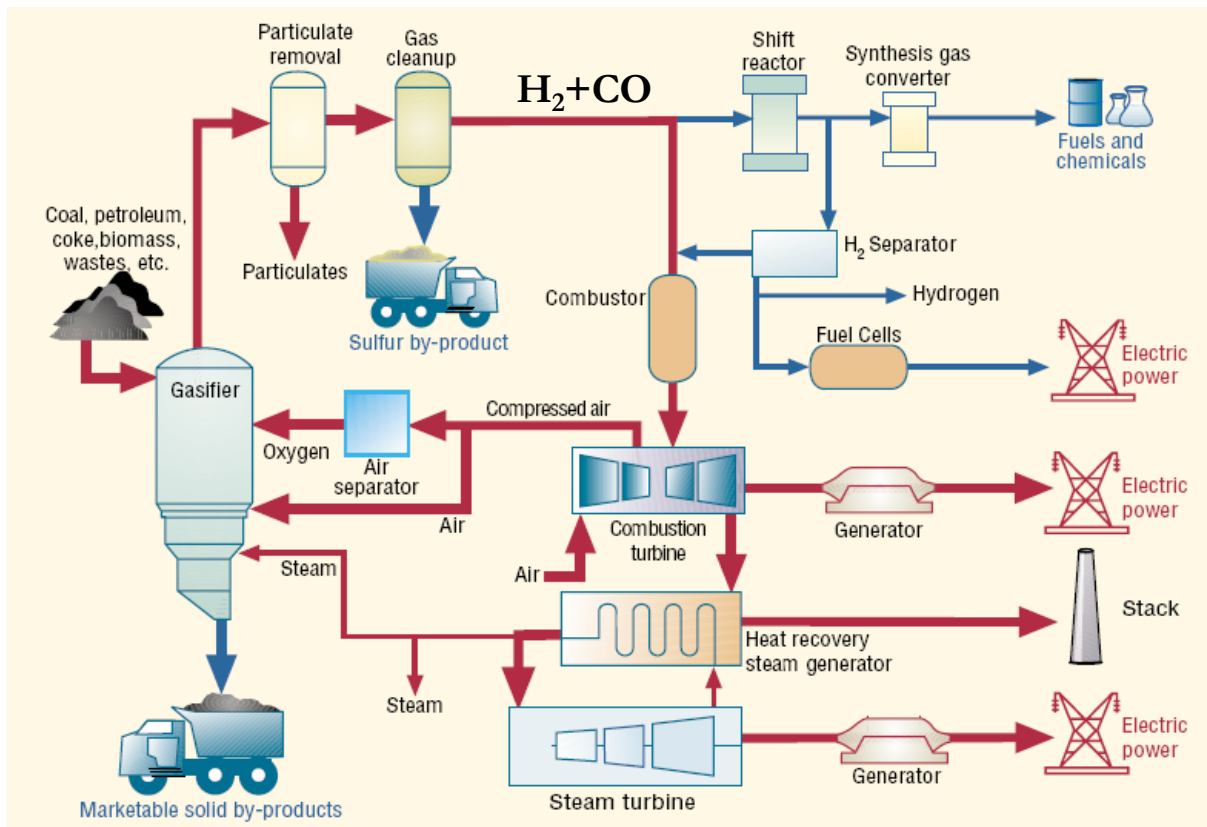 Particulate
removal
Gas
cleanup
H₂+CO
Shift
reactor
Synthesis gas
converter
Fuels and
chemicals
Coal, petroleum,
coke,biomass,
wastes, etc.
Particulates
Sulfur by-product
H₂ Separator
Hydrogen
Combustor
Fuel Cells
Electric
power
Gasifier
Compressed air
Oxygen
Air
separator
Air
Combustion
turbine
Generator
Electric
power
Steam
Air
Stack
Heat recovery
steam generator
Steam
Marketable solid by-products
Steam turbine
Generator
Electric
power